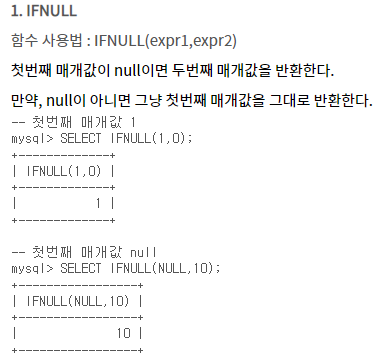 1. IFNULL
함수 사용법 : IFNULL(expr1,expr2)
첫번째 매개값이 null이면 두번째 매개값을 반환한다.
만약, null이 아니면 그냥 첫번째 매개값을 그대로 반환한다.
-- 첫번째 매개값 1
mysql> SELECT IFNULL(1,0);
+-------------+
| IFNULL(1,0) |
+-------------+
|           1 |
+-------------+
-- 첫번째 매개값 null
mysql> SELECT IFNULL(NULL,10);
+-----------------+
| IFNULL(NULL,10) |
+-----------------+
|              10 |
+-----------------+